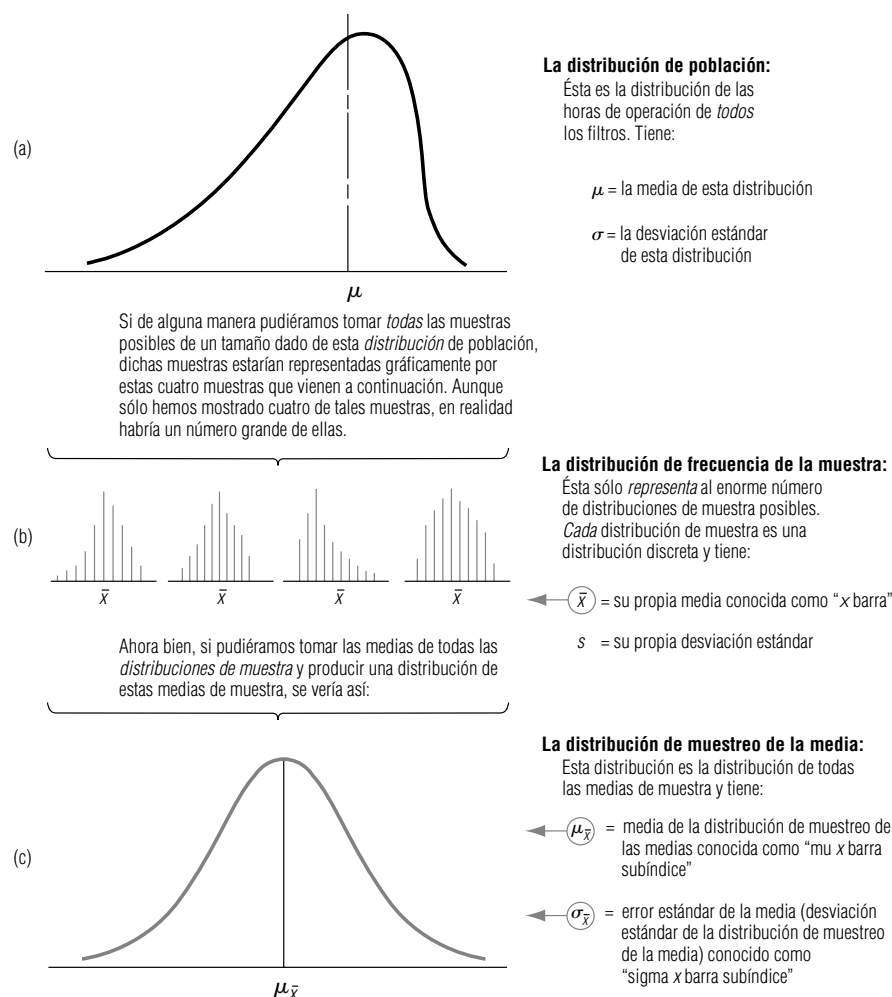 (a)
μ
La distribución de población:
Ésta es la distribución de las
horas de operación de todos
los filtros. Tiene:
μ = la media de esta distribución
σ = la desviación estándar
de esta distribución
Si de alguna manera pudiéramos tomar todas las muestras
posibles de un tamaño dado de esta distribución de población,
dichas muestras estarían representadas gráficamente por
estas cuatro muestras que vienen a continuación. Aunque
sólo hemos mostrado cuatro de tales muestras, en realidad
habría un número grande de ellas.
(b)
x̄ x̄ x̄ x̄
La distribución de frecuencia de la muestra:
Ésta sólo representa al enorme número
de distribuciones de muestra posibles.
Cada distribución de muestra es una
distribución discreta y tiene:
x̄ = su propia media conocida como “x barra”
s = su propia desviación estándar
Ahora bien, si pudiéramos tomar las medias de todas las
distribuciones de muestra y producir una distribución de
estas medias de muestra, se vería así:
(c)
μx̄
La distribución de muestreo de la media:
Esta distribución es la distribución de todas
las medias de muestra y tiene:
μx̄ = media de la distribución de muestreo de
las medias conocida como “mu x barra
subíndice”
σx̄ = error estándar de la media (desviación
estándar de la distribución de muestreo
de la media) conocido como
“sigma x barra subíndice”